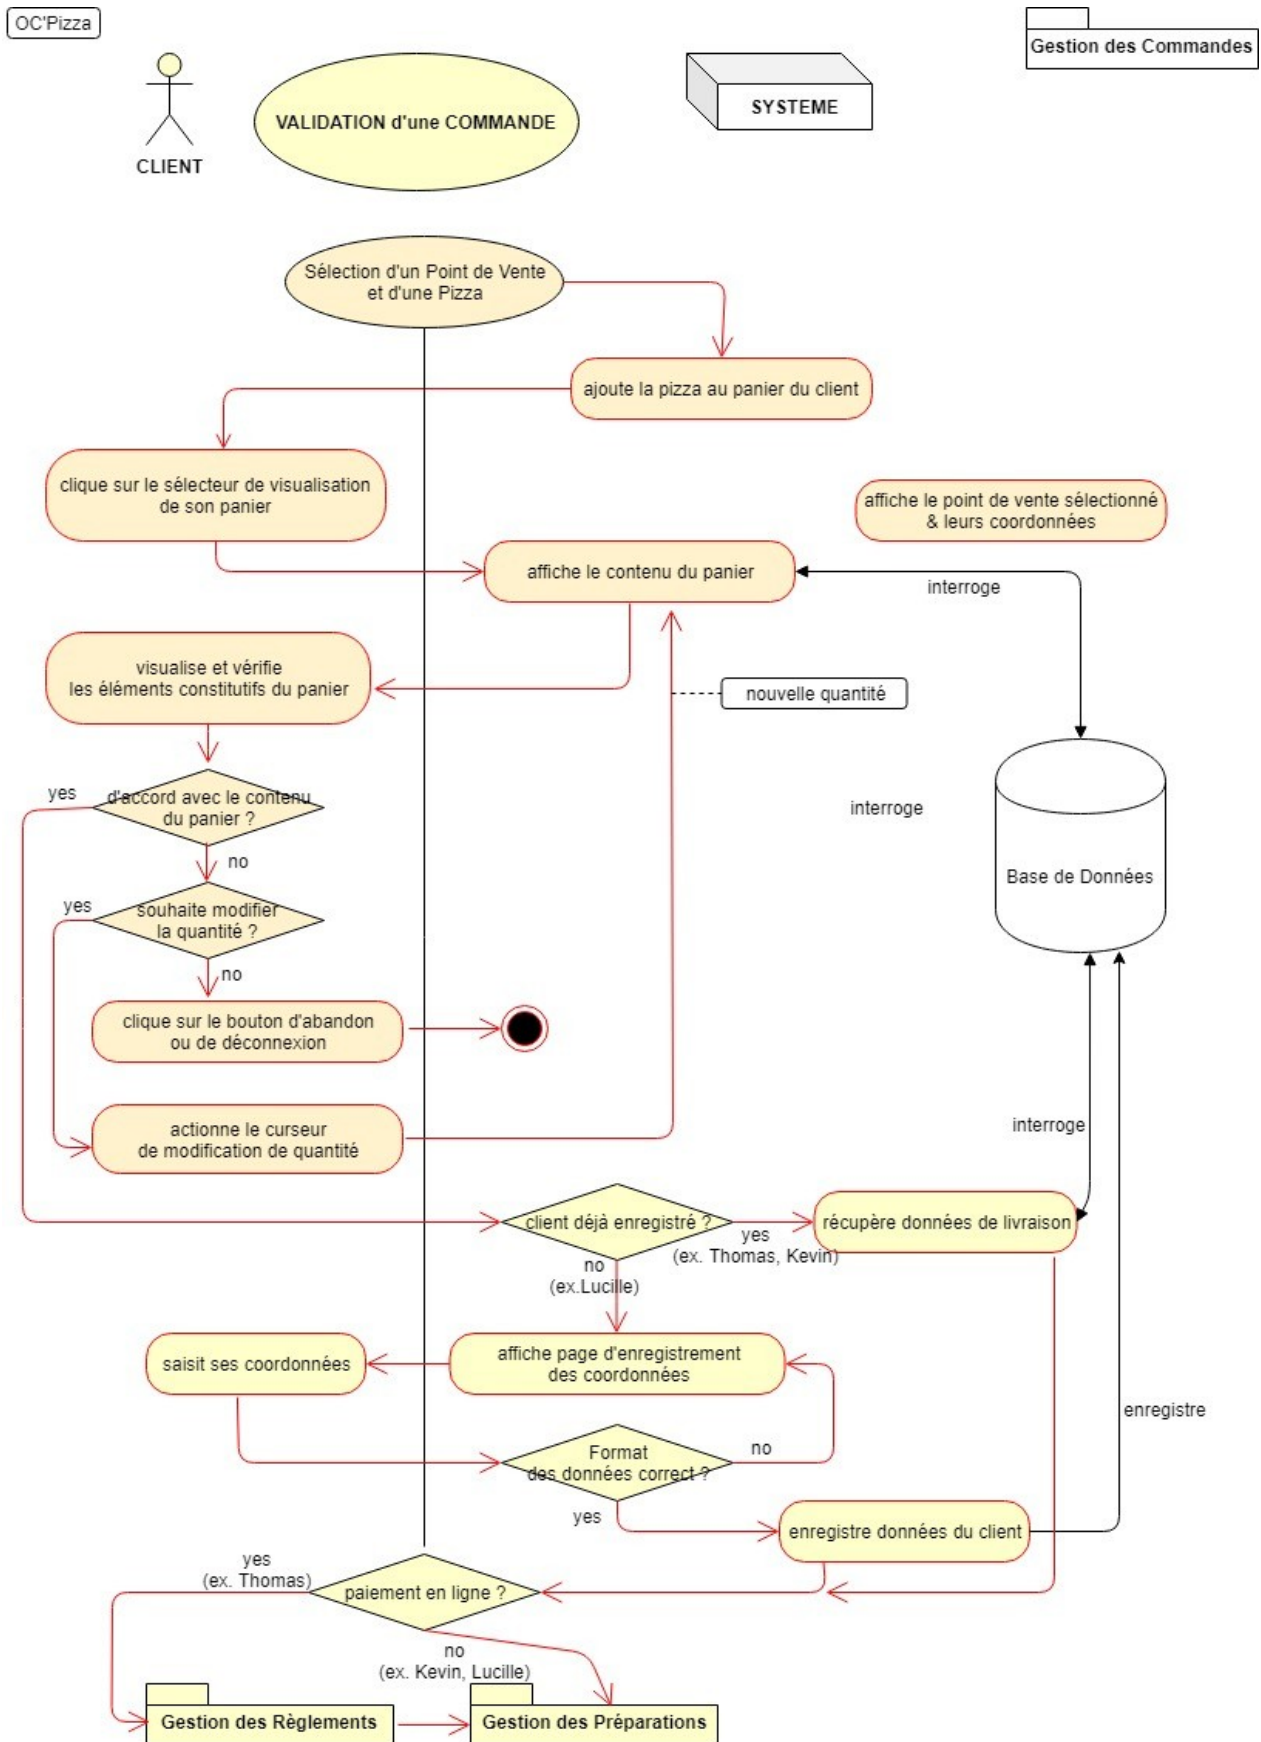 OC'Pizza
Gestion des Commandes
CLIENT
VALIDATION d'une COMMANDE
SYSTEME
Sélection d'un Point de Vente
et d'une Pizza
ajoute la pizza au panier du client
clique sur le sélecteur de visualisation
de son panier
affiche le point de vente sélectionné
& leurs coordonnées
affiche le contenu du panier
interroge
visualise et vérifie
les éléments constitutifs du panier
nouvelle quantité
yes
d'accord avec le contenu
du panier ?
interroge
no
Base de Données
yes
souhaite modifier
la quantité ?
no
clique sur le bouton d'abandon
ou de déconnexion
actionne le curseur
de modification de quantité
interroge
client déjà enregistré ?
yes
(ex. Thomas, Kevin)
récupère données de livraison
no
(ex.Lucille)
saisit ses coordonnées
affiche page d'enregistrement
des coordonnées
enregistre
Format
des données correct ?
no
yes
enregistre données du client
yes
(ex. Thomas)
paiement en ligne ?
no
(ex. Kevin, Lucille)
Gestion des Règlements
Gestion des Préparations